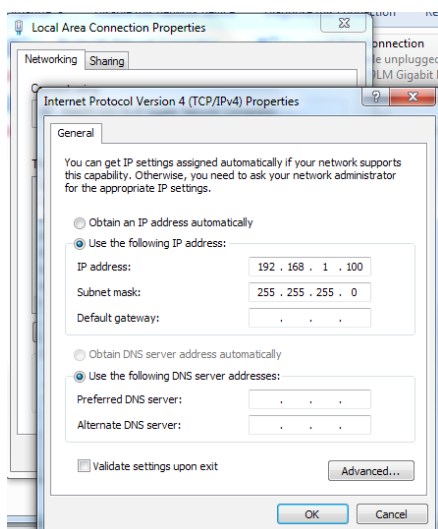 Local Area Connection Properties
Networking Sharing
Internet Protocol Version 4 (TCP/IPv4) Properties
General
You can get IP settings assigned automatically if your network supports
this capability. Otherwise, you need to ask your network administrator
for the appropriate IP settings.
Obtain an IP address automatically
Use the following IP address:
IP address: 192 . 168 . 1 . 100
Subnet mask: 255 . 255 . 255 . 0
Default gateway: . . .
Obtain DNS server address automatically
Use the following DNS server addresses:
Preferred DNS server: . . .
Alternate DNS server: . . .
Validate settings upon exit
Advanced...
OK Cancel